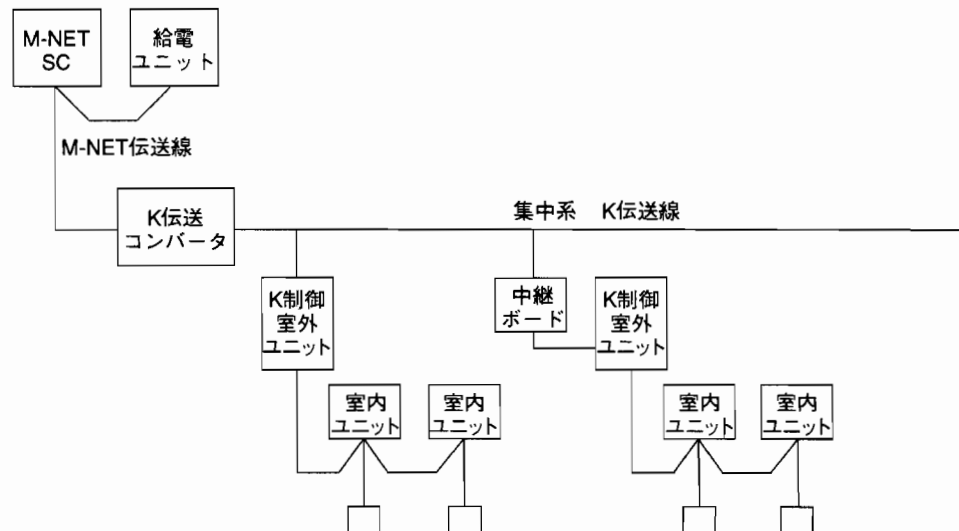 M-NET
SC
給電
ユニット
M-NET伝送線
K伝送
コンバータ
集中系 K伝送線
K制御
室外
ユニット
中継
ボード
K制御
室外
ユニット
室内
ユニット
室内
ユニット
室内
ユニット
室内
ユニット